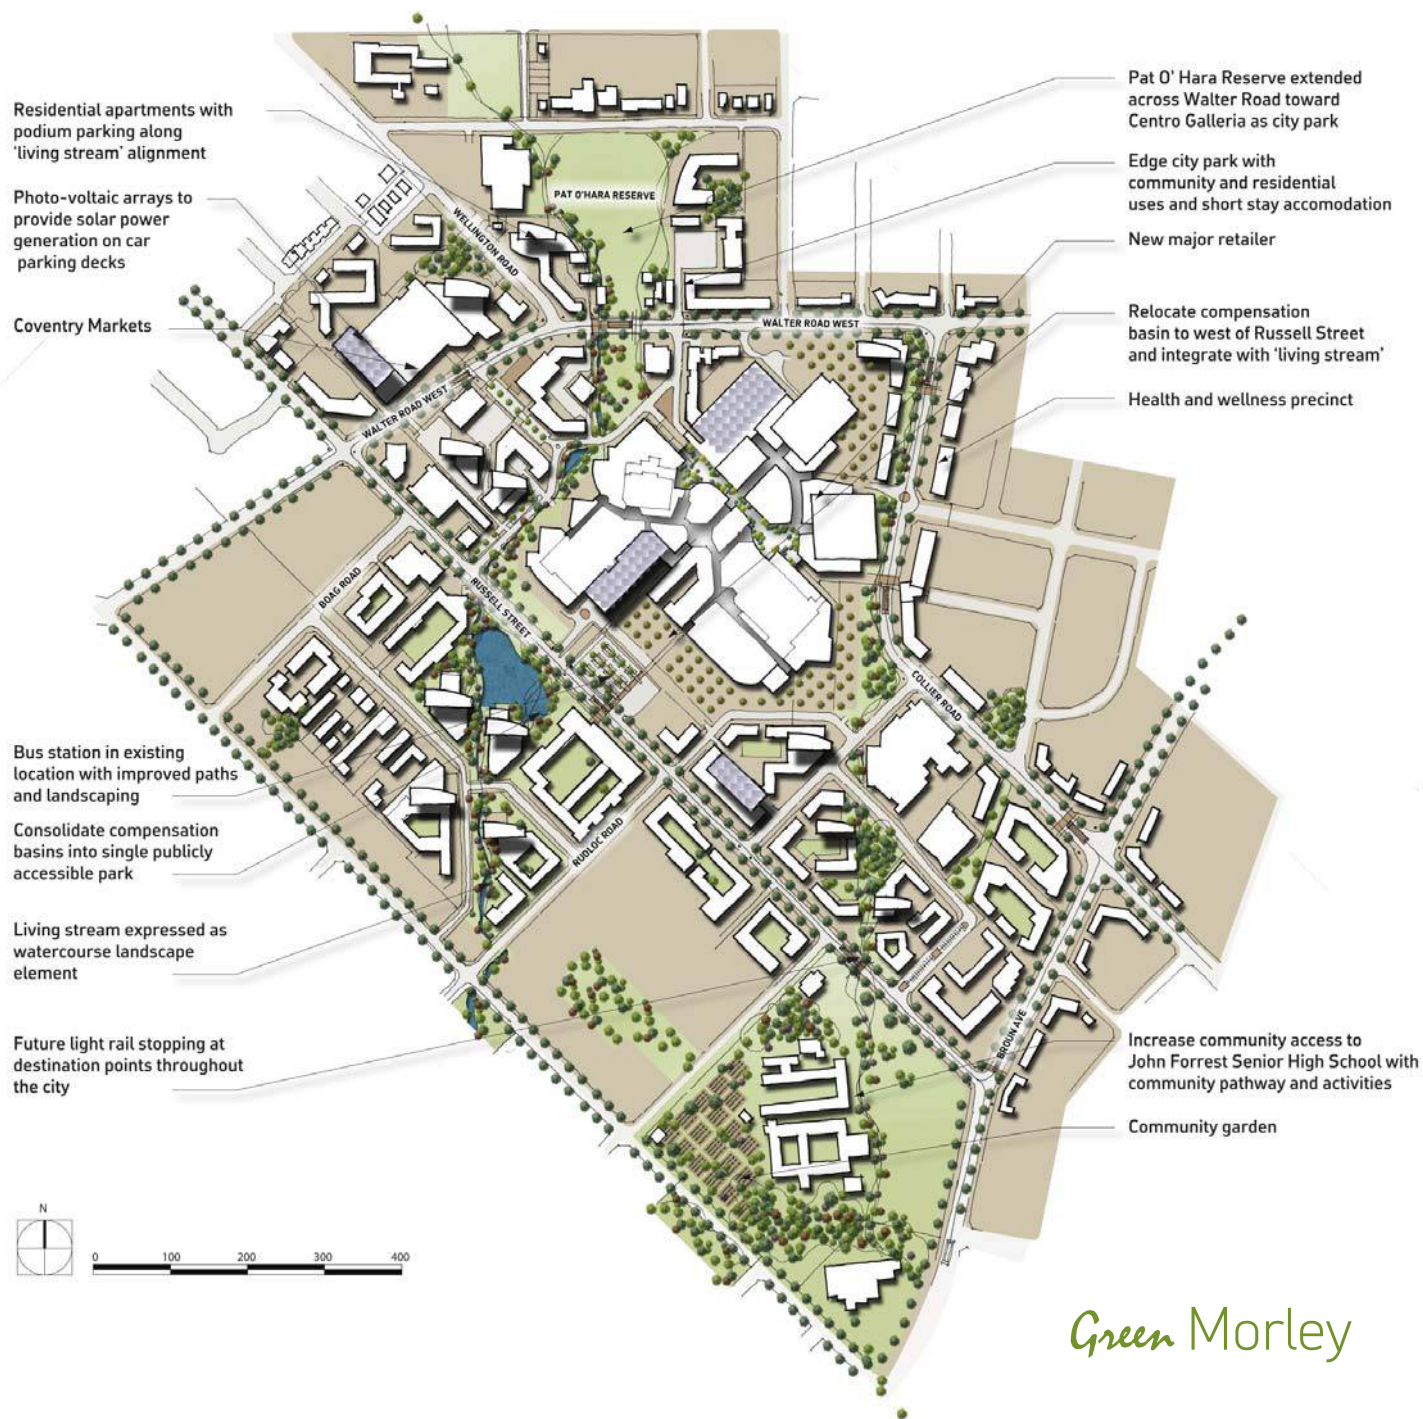 Residential apartments with
podium parking along
'living stream' alignment
Photo-voltaic arrays to
provide solar power
generation on car
parking decks
Coventry Markets
Bus station in existing
location with improved paths
and landscaping
Consolidate compensation
basins into single publicly
accessible park
Living stream expressed as
watercourse landscape
element
Future light rail stopping at
destination points throughout
the city
Pat O' Hara Reserve extended
across Walter Road toward
Centro Galleria as city park
Edge city park with
community and residential
uses and short stay accomodation
New major retailer
Relocate compensation
basin to west of Russell Street
and integrate with 'living stream'
Health and wellness precinct
Increase community access to
John Forrest Senior High School with
community pathway and activities
Community garden
PAT O'HARA RESERVE
WELLINGTON ROAD
WALTER ROAD WEST
WALTER ROAD WEST
BOAG ROAD
RUSSELL STREET
COLLIER ROAD
RUDLOC ROAD
BROUN AVE
N
0 100 200 300 400
Green Morley